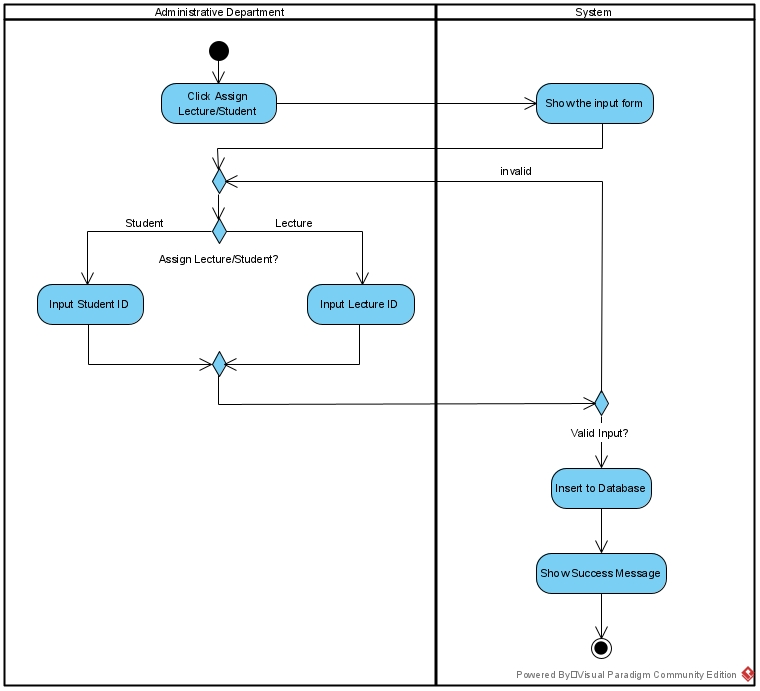 Administrative Department
System
Click Assign
Lecture/Student
Show the input form
invalid
Student
Lecture
Assign Lecture/Student?
Input Student ID
Input Lecture ID
Valid Input?
Insert to Database
Show Success Message
Powered By□Visual Paradigm Community Edition